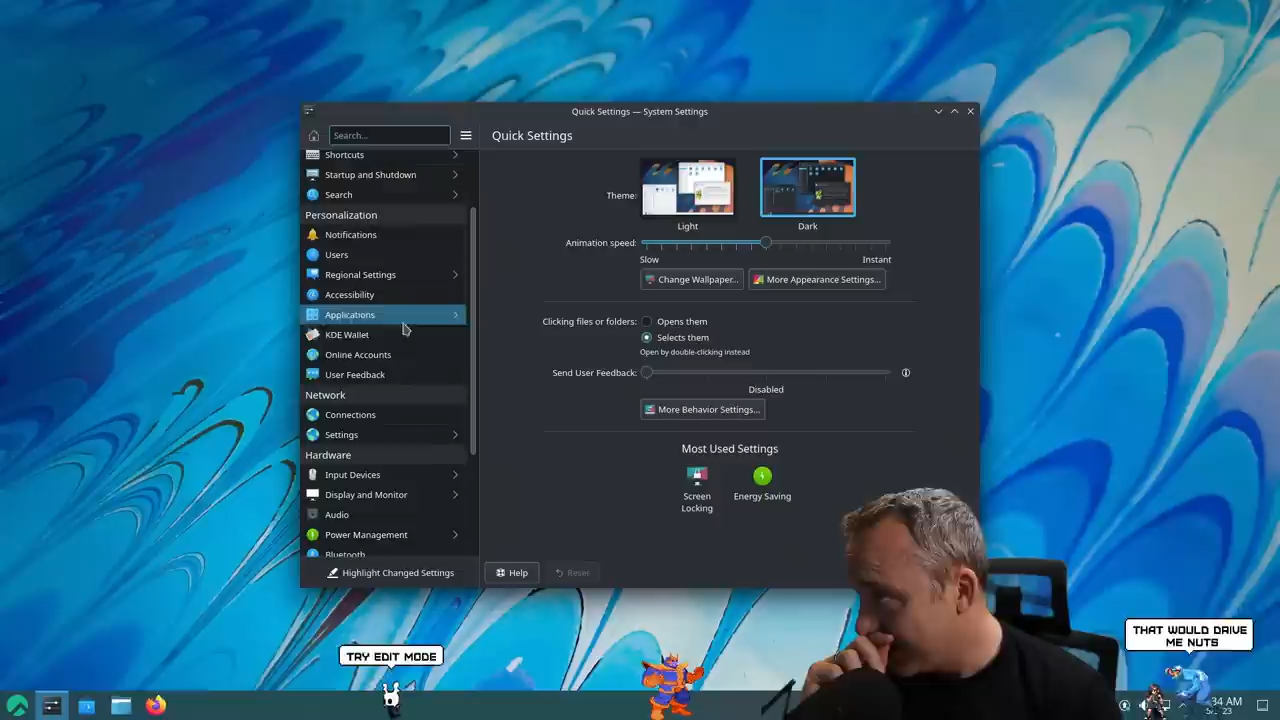 Quick Settings — System Settings
Search...
Quick Settings
Shortcuts
Startup and Shutdown
Search
Personalization
Notifications
Users
Regional Settings
Accessibility
Applications
KDE Wallet
Online Accounts
User Feedback
Network
Connections
Settings
Hardware
Input Devices
Display and Monitor
Audio
Power Management
Bluetooth
Highlight Changed Settings
Theme:
Light
Dark
Animation speed:
Slow
Instant
Change Wallpaper...
More Appearance Settings...
Clicking files or folders:
Opens them
Selects them
Open by double-clicking instead
Send User Feedback:
Disabled
More Behavior Settings...
Most Used Settings
Screen
Locking
Energy Saving
Help
Reset
TRY EDIT MODE
THAT WOULD DRIVE
ME NUTS
34 AM